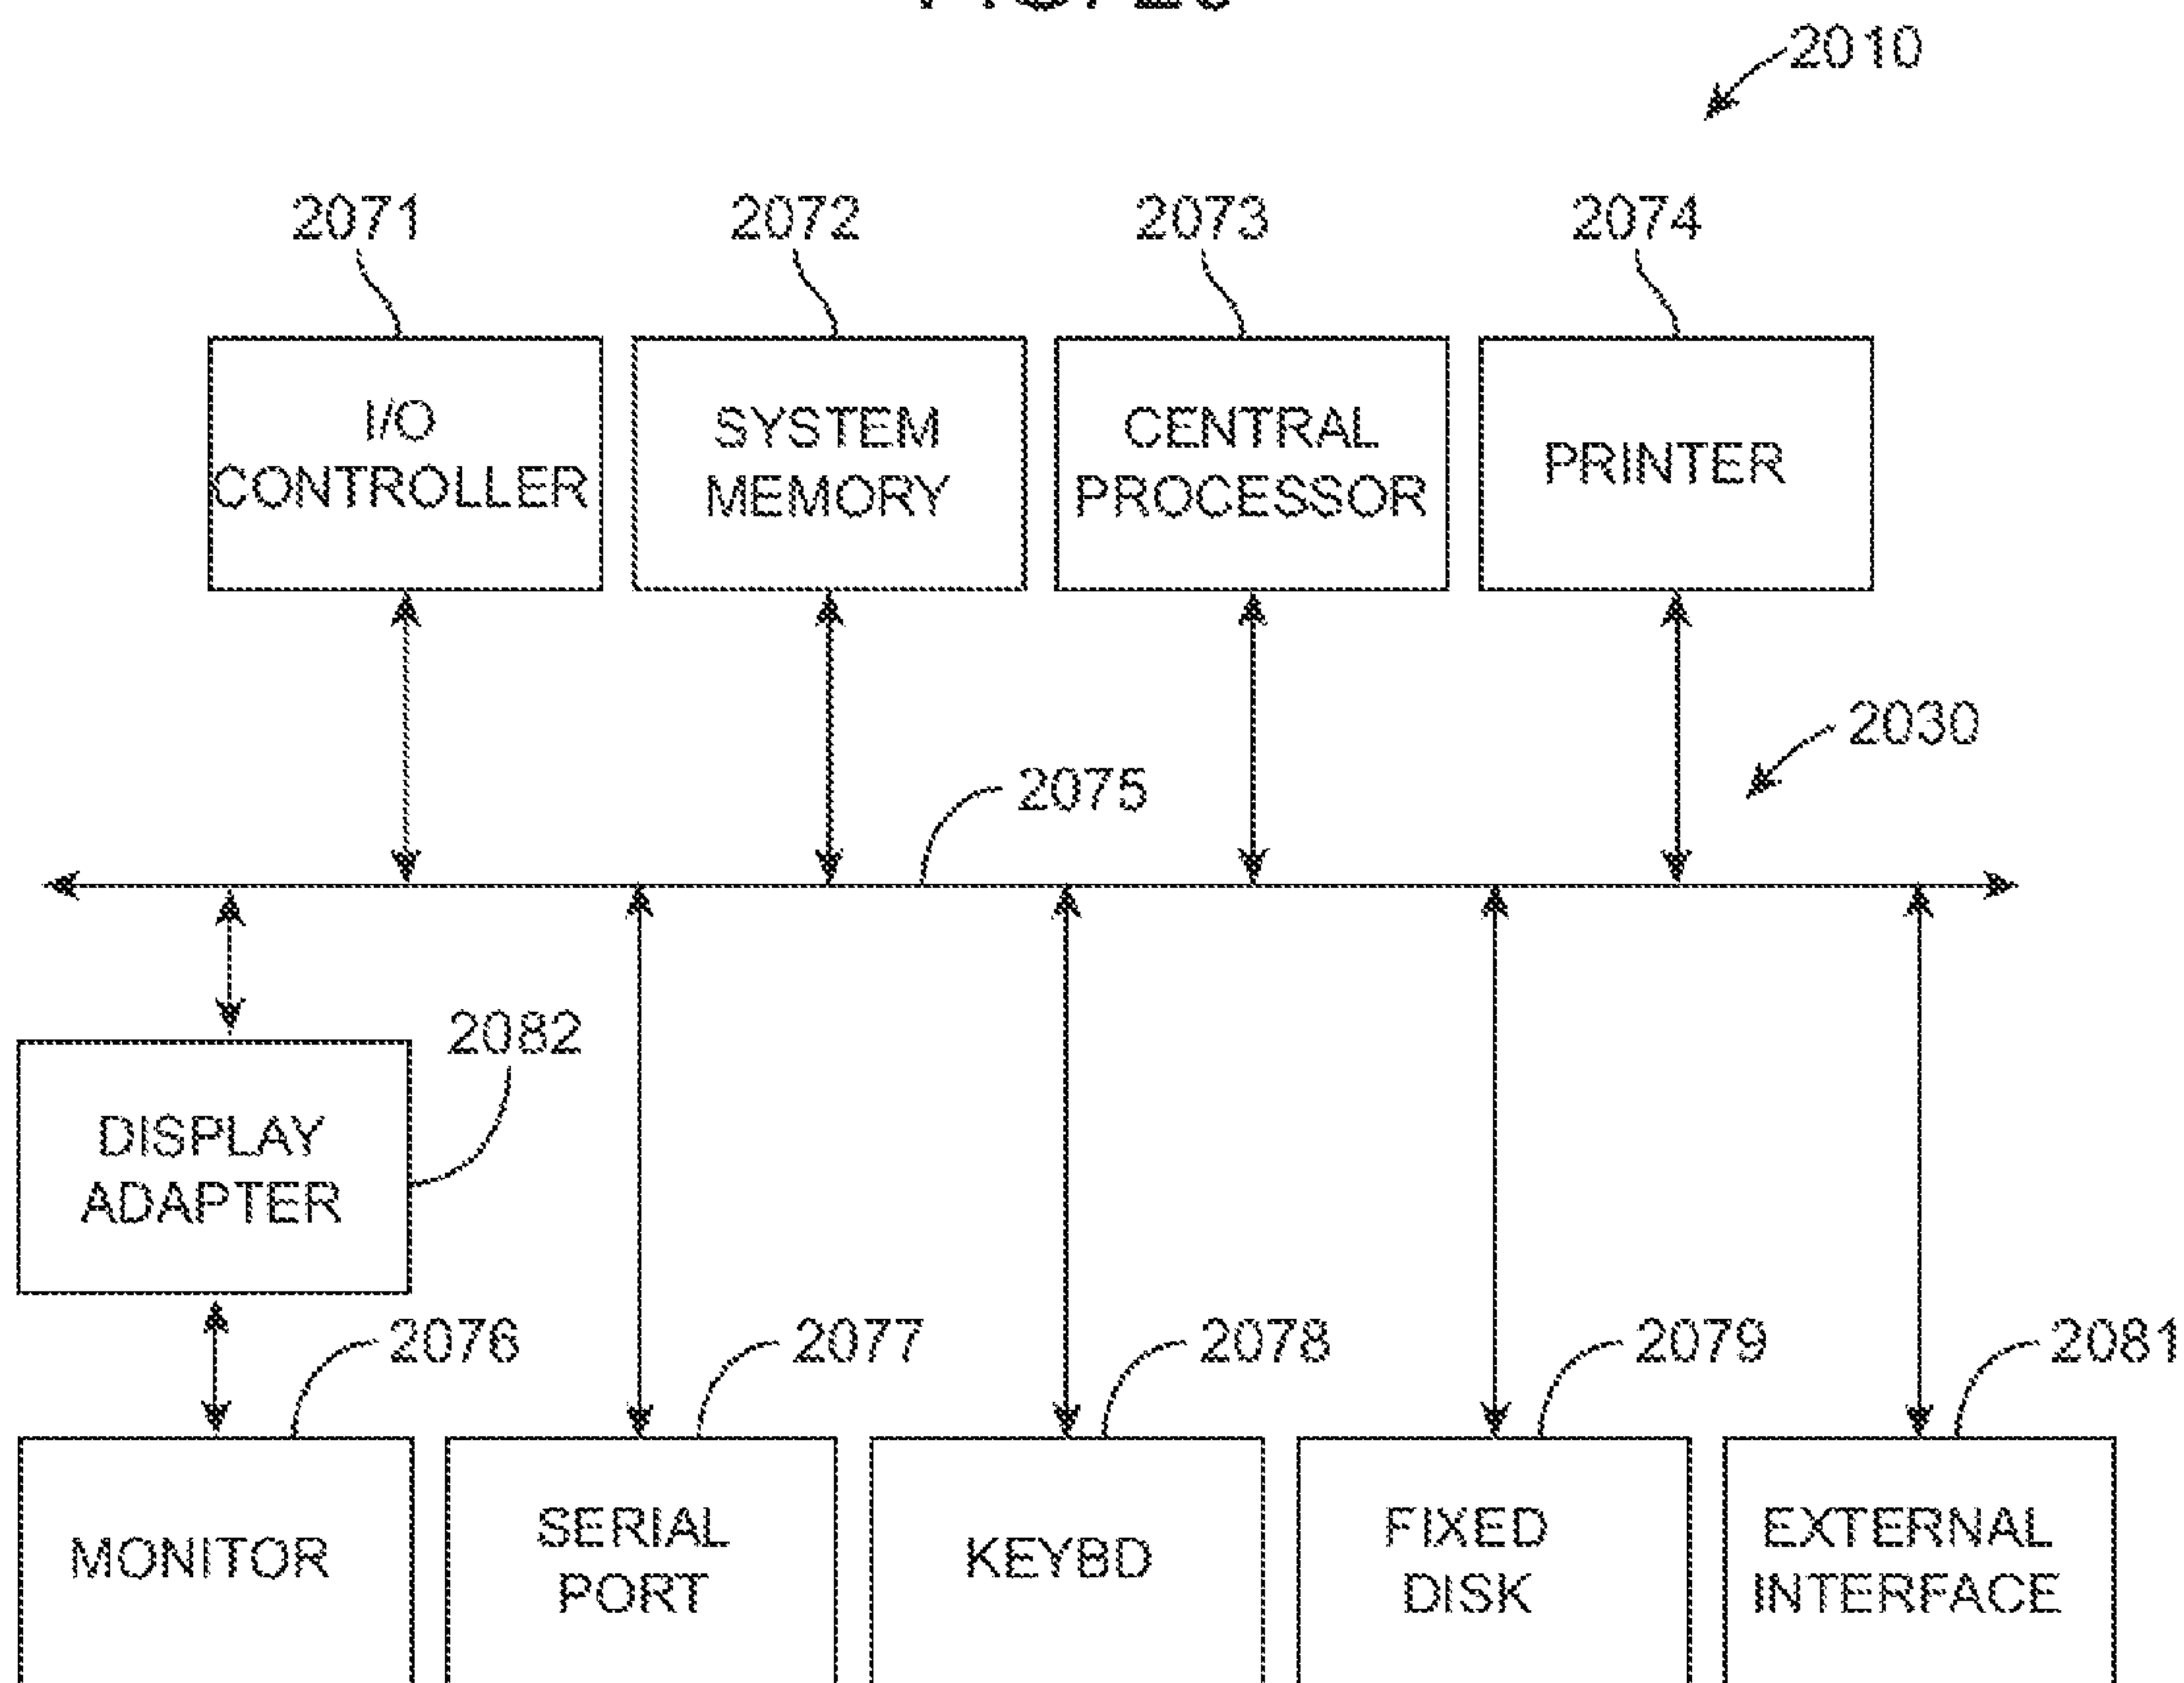 2010
2071
2072
2073
2074
I/O
CONTROLLER
SYSTEM
MEMORY
CENTRAL
PROCESSOR
PRINTER
2030
2075
2082
DISPLAY
ADAPTER
2076
2077
2078
2079
2081
MONITOR
SERIAL
PORT
KEYBD
FIXED
DISK
EXTERNAL
INTERFACE